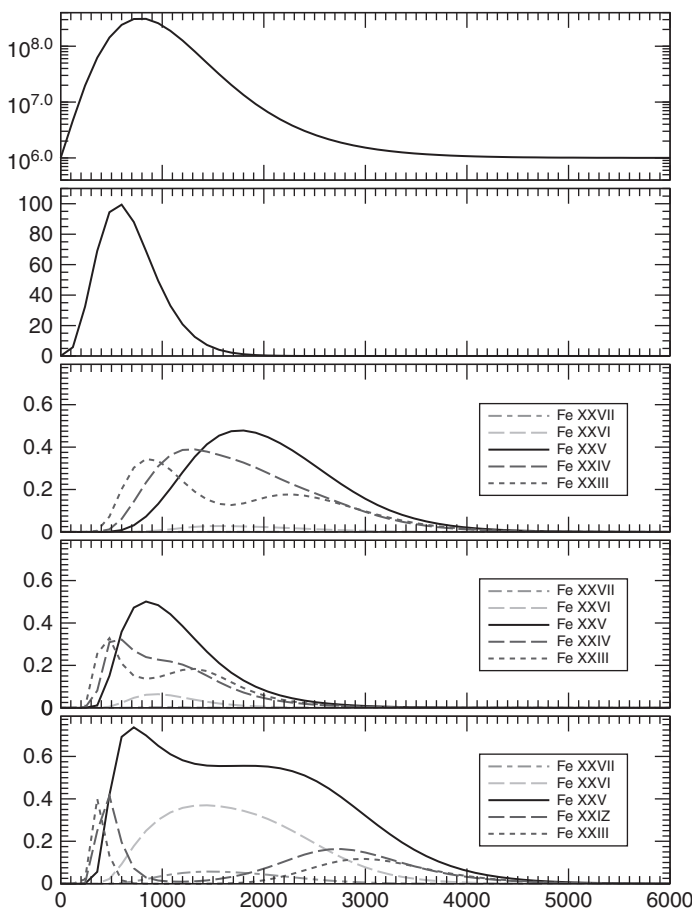 10^8.0
10^7.0
10^6.0
100
80
60
40
20
0
0.6
0.4
0.2
0
Fe XXVII
Fe XXVI
Fe XXV
Fe XXIV
Fe XXIII
0.6
0.4
0.2
0
Fe XXVII
Fe XXVI
Fe XXV
Fe XXIV
Fe XXIII
0.6
0.4
0.2
0
Fe XXVII
Fe XXVI
Fe XXV
Fe XXIZ
Fe XXIII
0 1000 2000 3000 4000 5000 6000